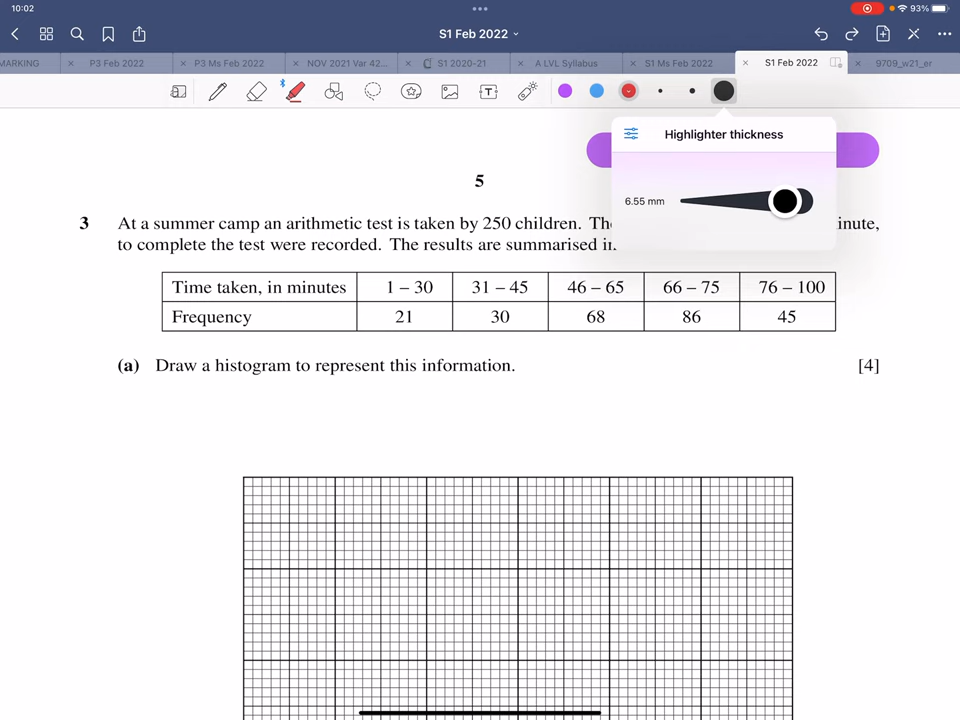 10:02
93%
S1 Feb 2022
MARKING
P3 Feb 2022
P3 Ms Feb 2022
NOV 2021 Var 42...
S1 2020-21
A LVL Syllabus
S1 Ms Feb 2022
S1 Feb 2022
9709_w21_er
Highlighter thickness
6.55 mm
5
3 At a summer camp an arithmetic test is taken by 250 children. inute,
to complete the test were recorded. The results are summarised
Time taken, in minutes 1 – 30 31 – 45 46 – 65 66 – 75 76 – 100
Frequency 21 30 68 86 45
(a) Draw a histogram to represent this information. [4]